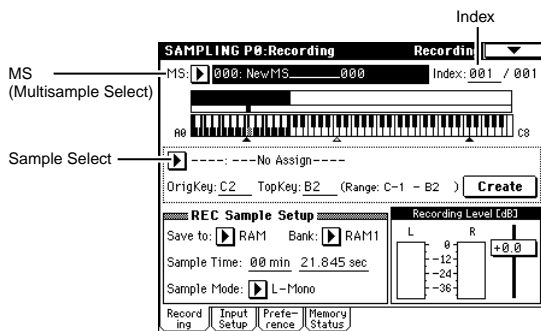 Index
SAMPLING P0:Recording Recording
MS: 000: NewMS______000 Index: 001 / 001
MS
(Multisample Select)
A0 C8
Sample Select
----: ---No Assign----
OrigKey: C2 TopKey: B2 (Range: C-1 - B2 ) Create
REC Sample Setup
Recording Level [dB]
Save to: RAM Bank: RAM1
L R
+0.0
0
-12
-24
-36
Sample Time: 00 min 21.845 sec
Sample Mode: L-Mono
Record
ing
Input
Setup
Prefe-
rence
Memory
Status